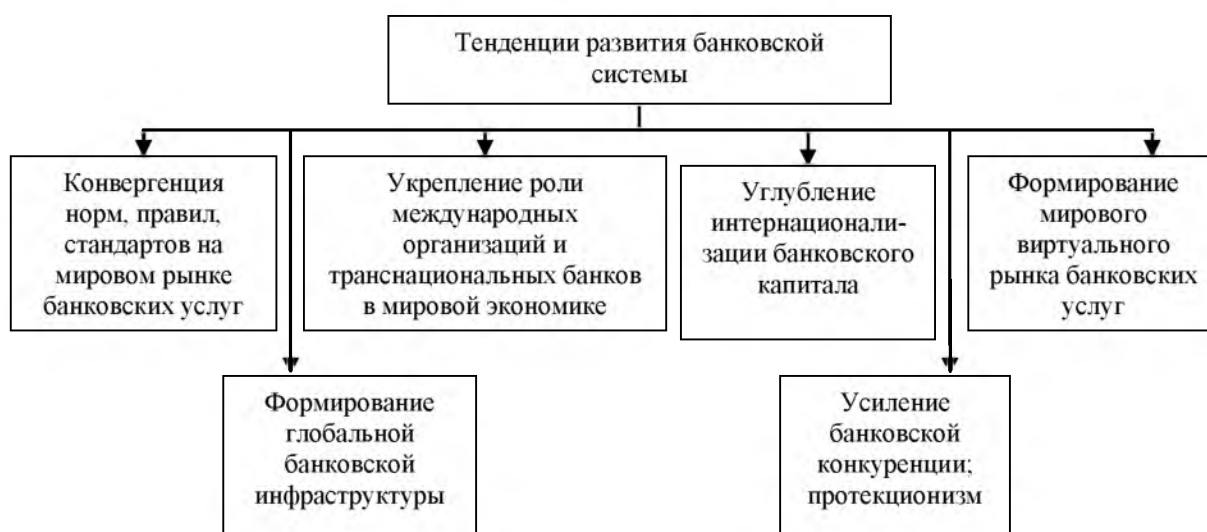 Тенденции развития банковской
системы
Конвергенция
норм, правил,
стандартов на
мировом рынке
банковских услуг
Укрепление роли
международных
организаций и
транснациональных банков
в мировой экономике
Углубление
интернационали-
зации банковского
капитала
Формирование
мирового
виртуального
рынка банковских
услуг
Формирование
глобальной
банковской
инфраструктуры
Усиление
банковской
конкуренции;
протекционизм